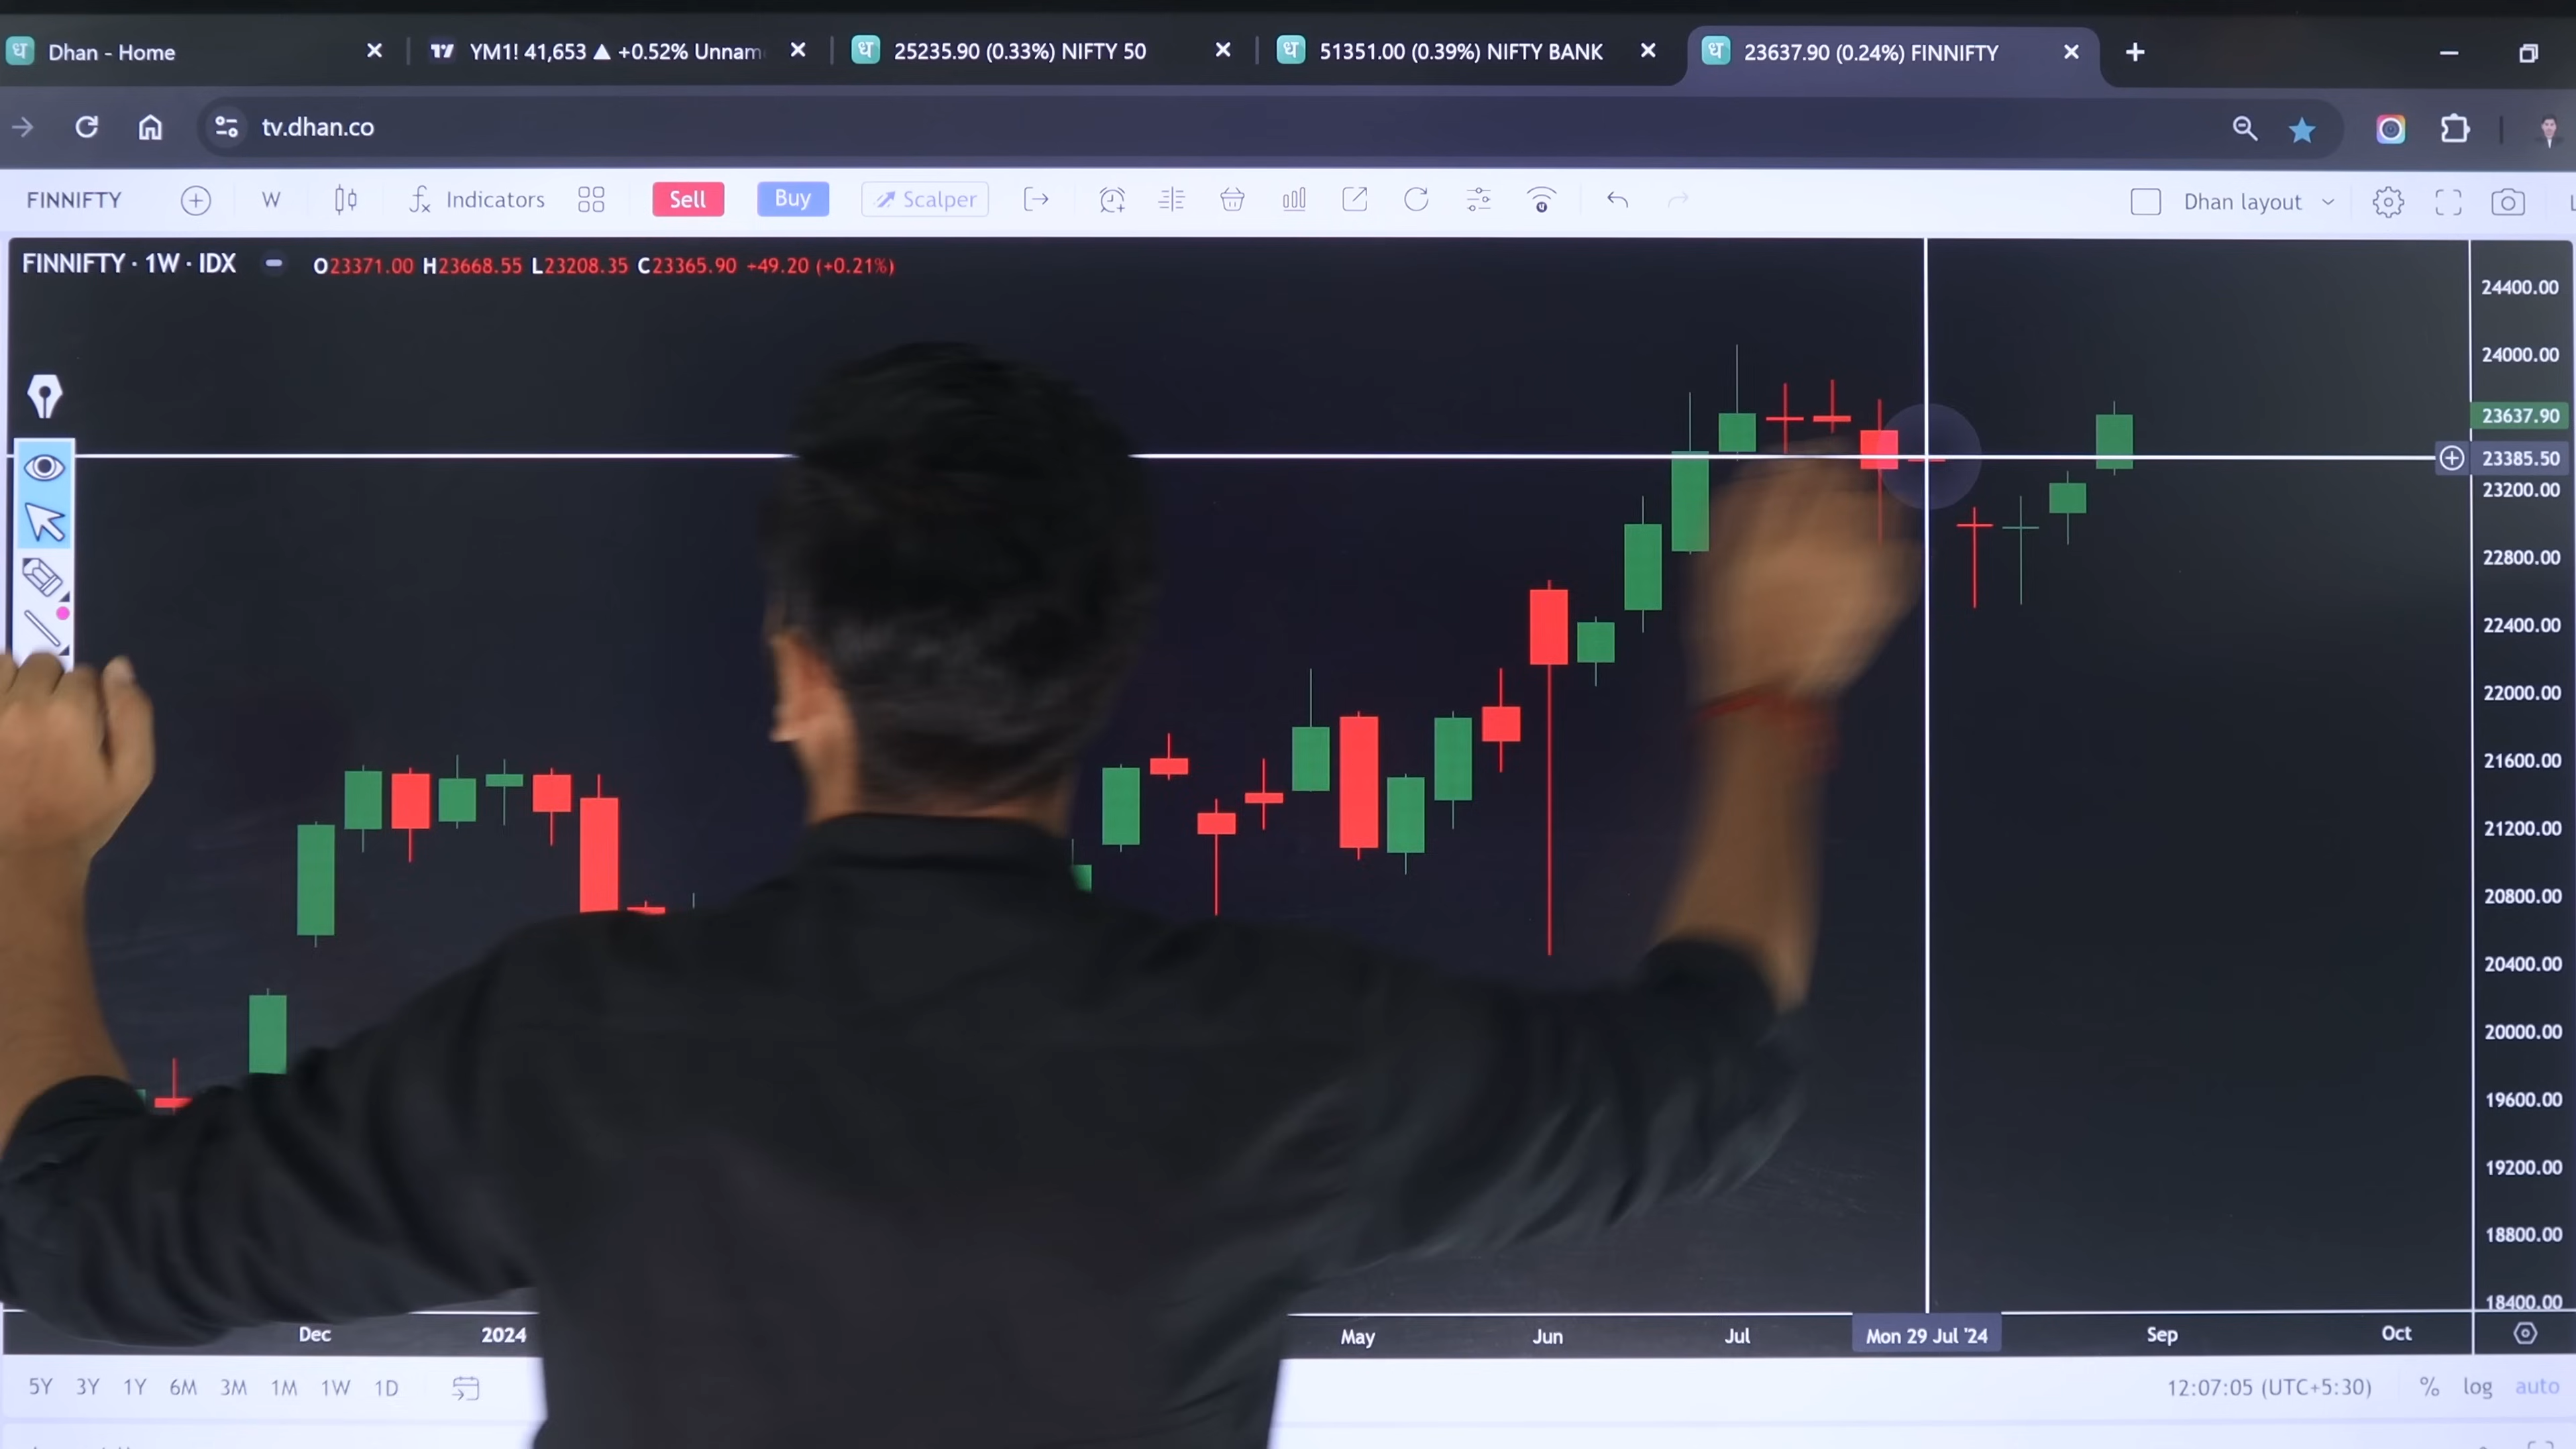 ध Dhan - Home
YM1! 41,653 ▲ +0.52% Unnam
ध 25235.90 (0.33%) NIFTY 50
ध 51351.00 (0.39%) NIFTY BANK
ध 23637.90 (0.24%) FINNIFTY
tv.dhan.co
FINNIFTY W Indicators Sell Buy Scalper Dhan layout
FINNIFTY · 1W · IDX O23371.00 H23668.55 L23208.35 C23365.90 +49.20 (+0.21%)
24400.00
24000.00
23637.90
23385.50
23200.00
22800.00
22400.00
22000.00
21600.00
21200.00
20800.00
20400.00
20000.00
19600.00
19200.00
18800.00
18400.00
Dec 2024 May Jun Jul Mon 29 Jul '24 Sep Oct
5Y 3Y 1Y 6M 3M 1M 1W 1D 12:07:05 (UTC+5:30) % log auto